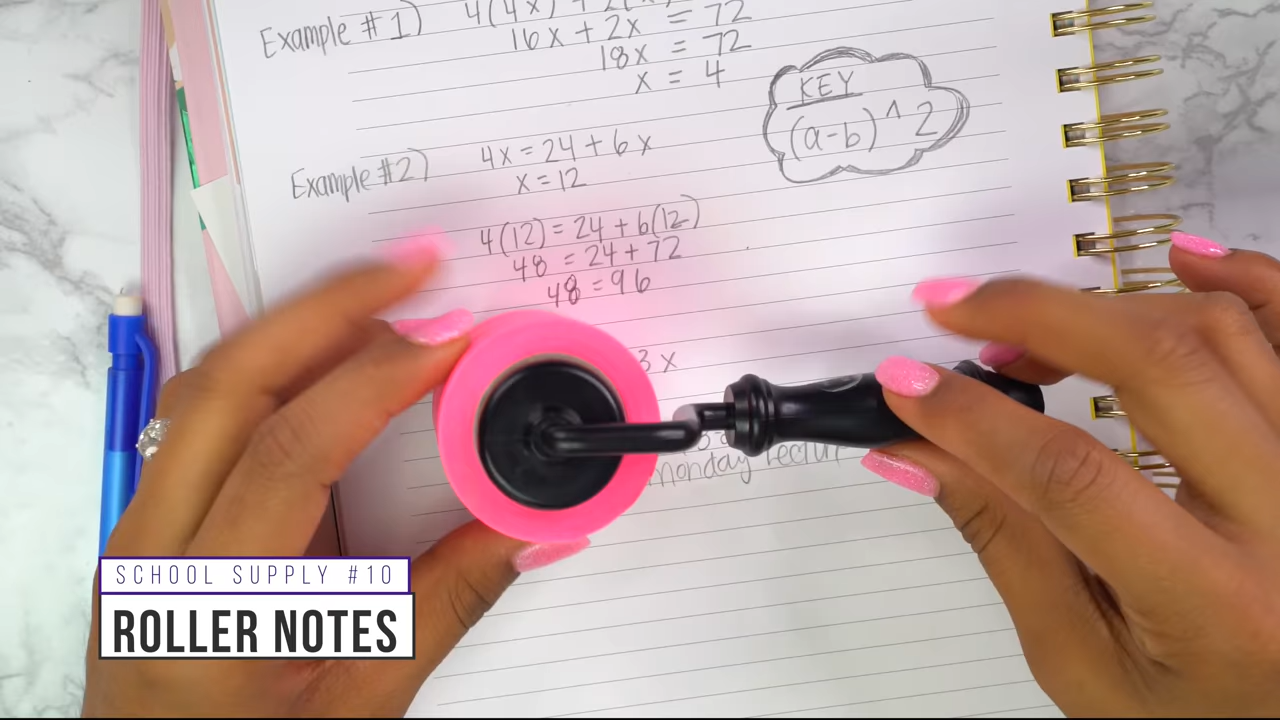 Example #1)
16x + 2x = 72
18x = 72
x = 4
KEY
(a-b)^2
Example #2)
4x = 24 + 6x
x = 12
4(12) = 24 + 6(12)
48 = 24 + 72
48 = 96
3x
Monday
SCHOOL SUPPLY #10
ROLLER NOTES